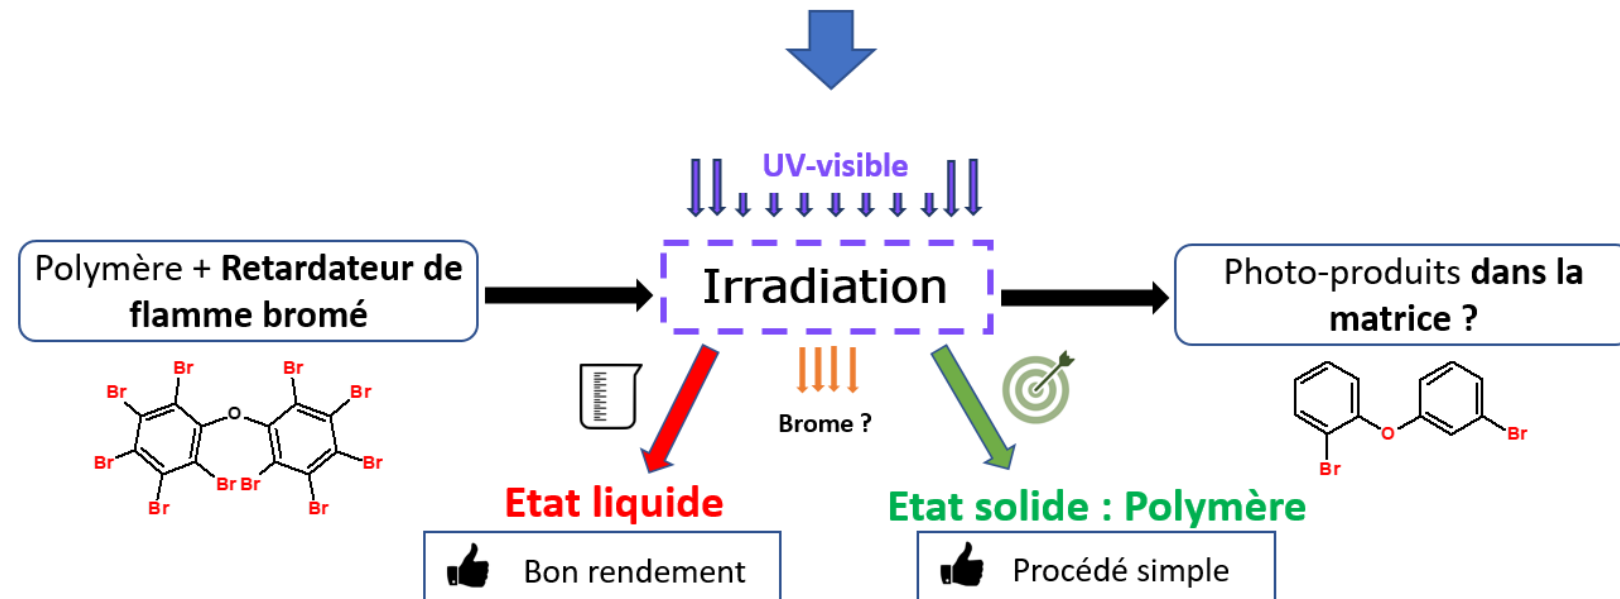 UV-visible
Polymère + Retardateur de
flamme bromé
Irradiation
Photo-produits dans la
matrice ?
Br
Br
Br
Br
Br
Br
Br
Br
Br
Br
O
Brome ?
O
Br
Br
Etat liquide
Etat solide : Polymère
Bon rendement
Procédé simple